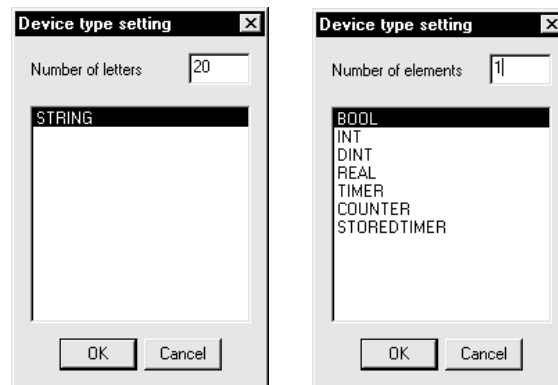 Device type setting
Number of letters 20
STRING
OK Cancel
Device type setting
Number of elements 1
BOOL
INT
DINT
REAL
TIMER
COUNTER
STOREDTIMER
OK Cancel